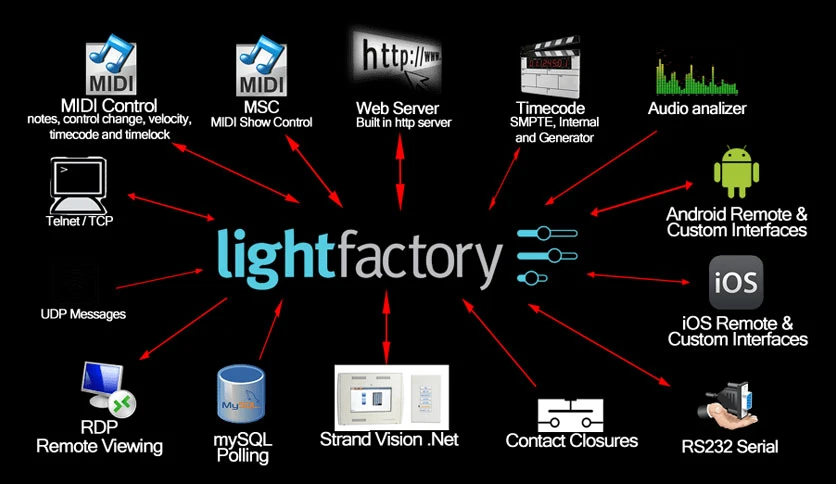 MIDI
MIDI Control
notes, control change, velocity,
timecode and timelock
MIDI
MSC
MIDI Show Control
http://www.
Web Server
Built in http server
Timecode
SMPTE, Internal
and Generator
Audio analizer
>_
Telnet / TCP
Android Remote &
Custom Interfaces
lightfactory
UDP Messages
iOS
iOS Remote &
Custom Interfaces
RDP
Remote Viewing
MySQL
mySQL
Polling
Strand Vision .Net
Contact Closures
RS232 Serial